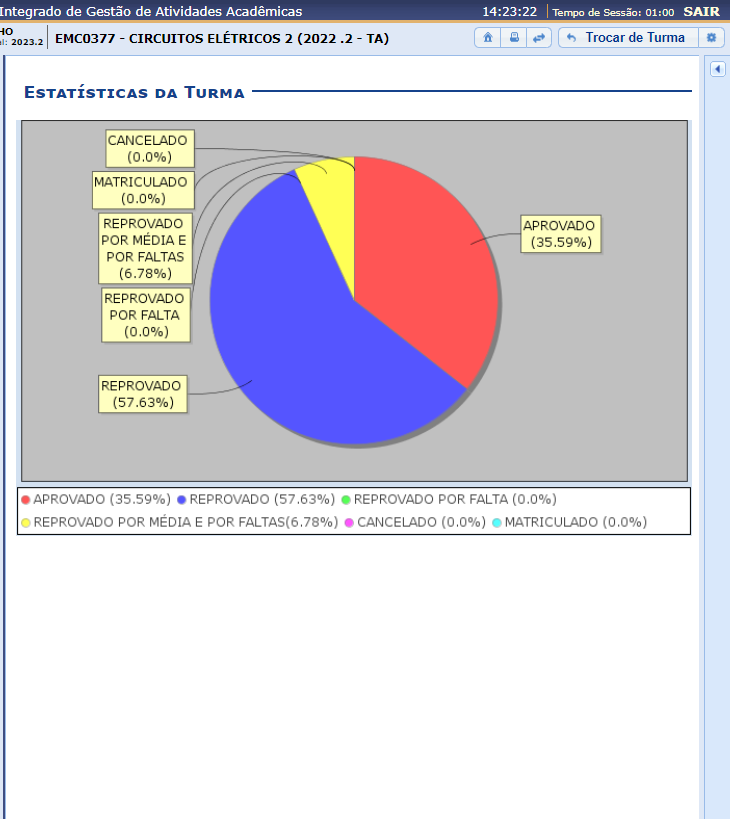 Integrado de Gestão de Atividades Acadêmicas 14:23:22 Tempo de Sessão: 01:00 SAIR
HO
el: 2023.2
EMC0377 - CIRCUITOS ELÉTRICOS 2 (2022 .2 - TA)
Trocar de Turma
ESTATÍSTICAS DA TURMA
CANCELADO
(0.0%)
MATRICULADO
(0.0%)
REPROVADO
POR MÉDIA E
POR FALTAS
(6.78%)
REPROVADO
POR FALTA
(0.0%)
REPROVADO
(57.63%)
APROVADO
(35.59%)
APROVADO (35.59%) REPROVADO (57.63%) REPROVADO POR FALTA (0.0%)
REPROVADO POR MÉDIA E POR FALTAS(6.78%) CANCELADO (0.0%) MATRICULADO (0.0%)